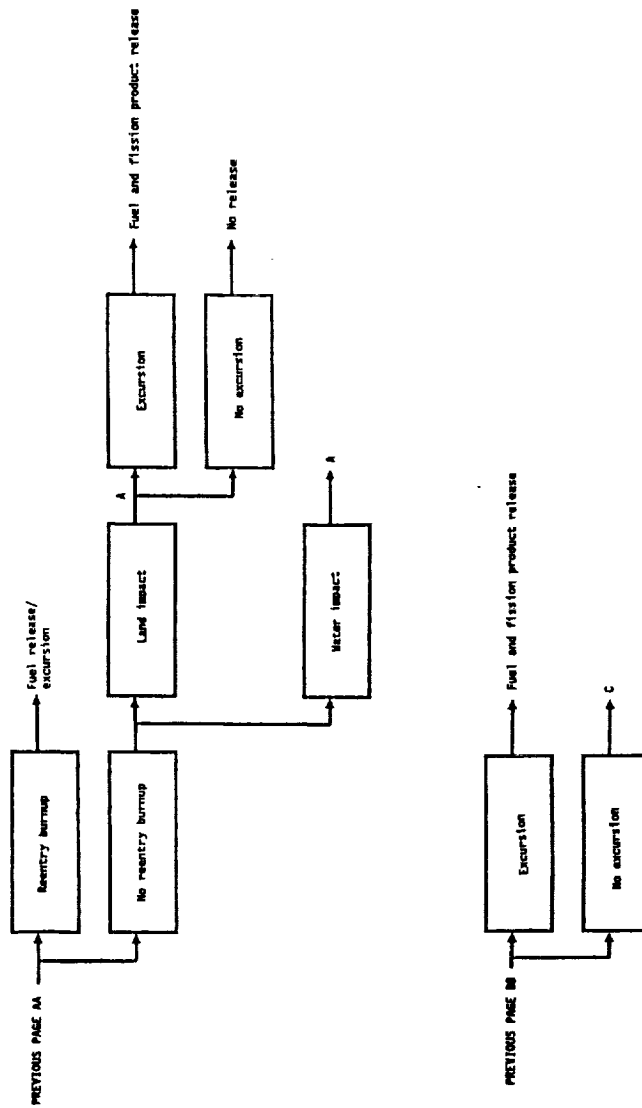 PREVIOUS PAGE AA
Reentry burnup
Fuel release/
excursion
No reentry burnup
Land impact
A
Excursion
Fuel and fission product release
No excursion
No release
Water impact
A
PREVIOUS PAGE BB
Excursion
Fuel and fission product release
No excursion
C